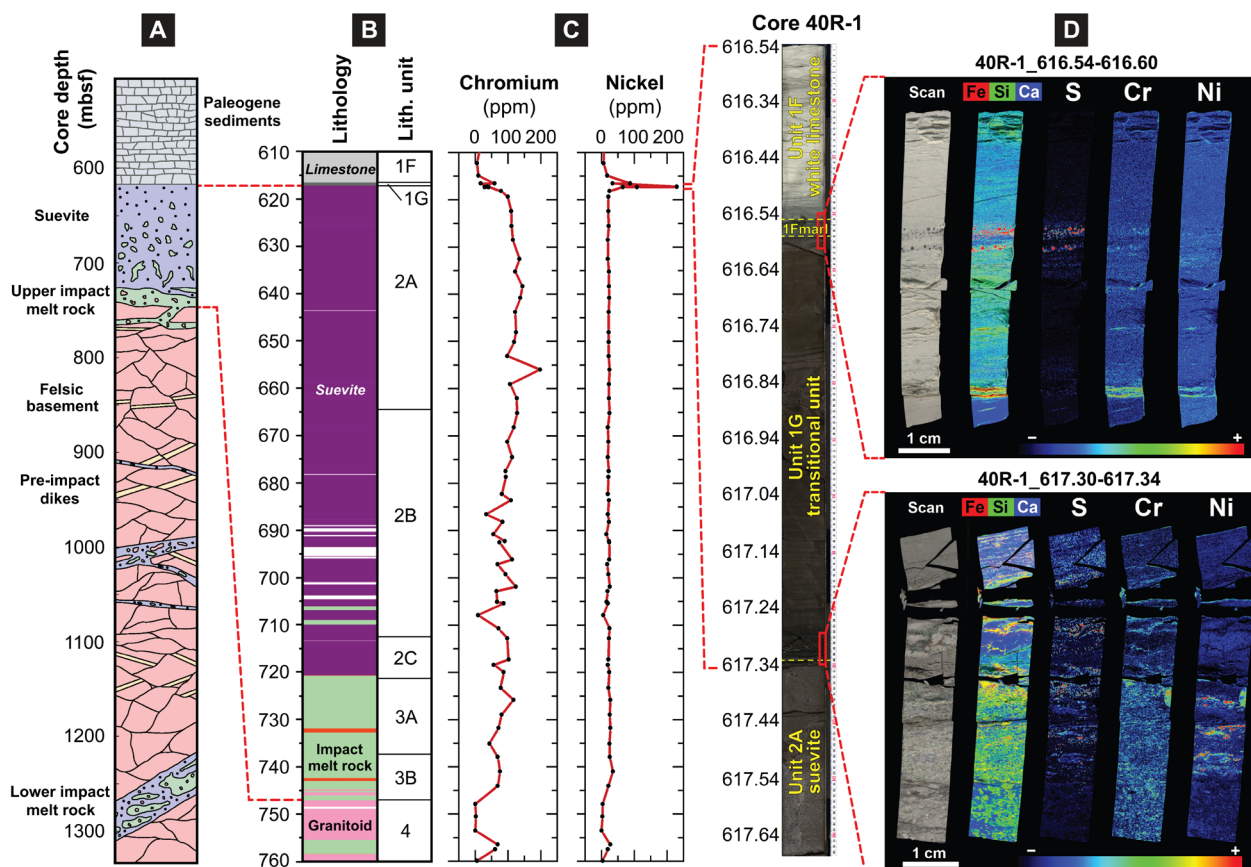 A
B
C
Core 40R-1
D
Core depth
(mbsf)
600
700
800
900
1000
1100
1200
1300
Paleogene
sediments
Suevite
Upper impact
melt rock
Felsic
basement
Pre-impact
dikes
Lower impact
melt rock
Lithology
Lith. unit
610
620
630
640
650
660
670
680
690
700
710
720
730
740
750
760
Limestone
Suevite
Impact
melt rock
Granitoid
1F
1G
2A
2B
2C
3A
3B
4
Chromium
(ppm)
0 100 200
Nickel
(ppm)
0 100 200
616.54
616.34
616.44
616.54
616.64
616.74
616.84
616.94
617.04
617.14
617.24
617.34
617.44
617.54
617.64
Unit 1F
white limestone
1Fmarl
Unit 1G
transitional unit
Unit 2A
suevite
40R-1_616.54-616.60
Scan Fe Si Ca S Cr Ni
1 cm
– +
40R-1_617.30-617.34
Scan Fe Si Ca S Cr Ni
1 cm
– +